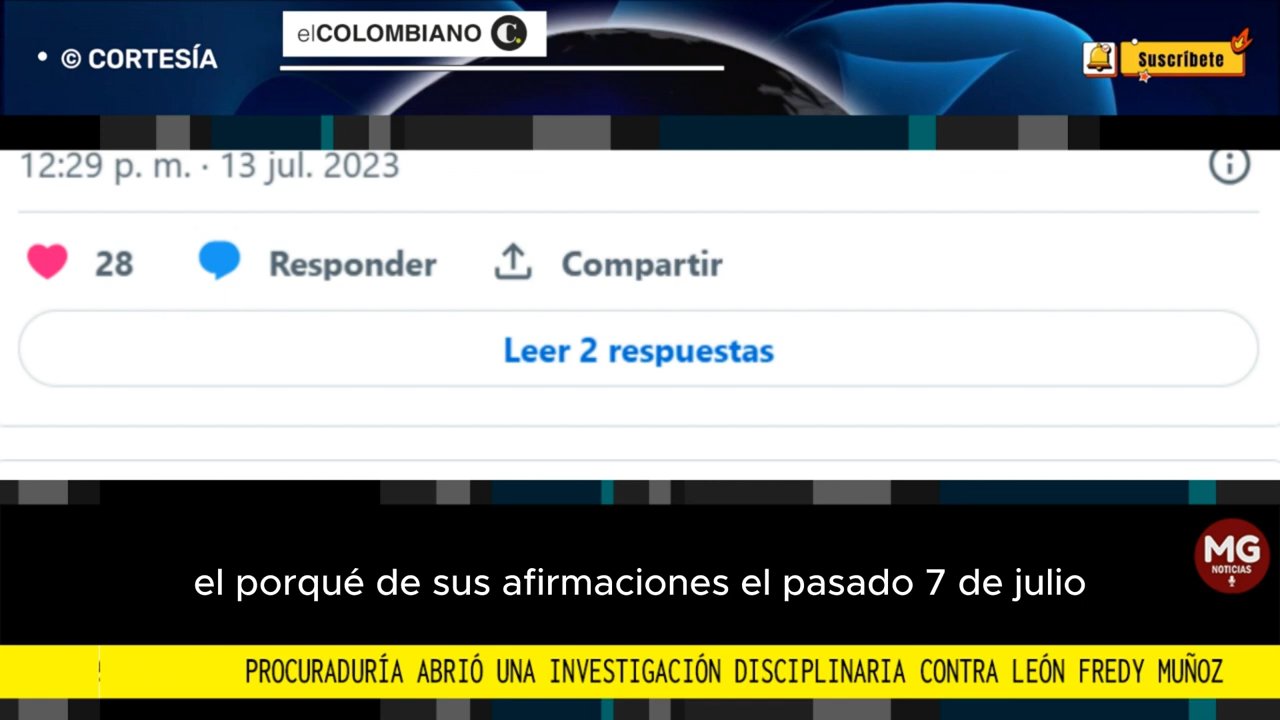 • © CORTESÍA
elCOLOMBIANO C.
Suscríbete
12:29 p. m. · 13 jul. 2023
28 Responder Compartir
Leer 2 respuestas
MG
NOTICIAS
el porqué de sus afirmaciones el pasado 7 de julio
PROCURADURÍA ABRIÓ UNA INVESTIGACIÓN DISCIPLINARIA CONTRA LEÓN FREDY MUÑOZ